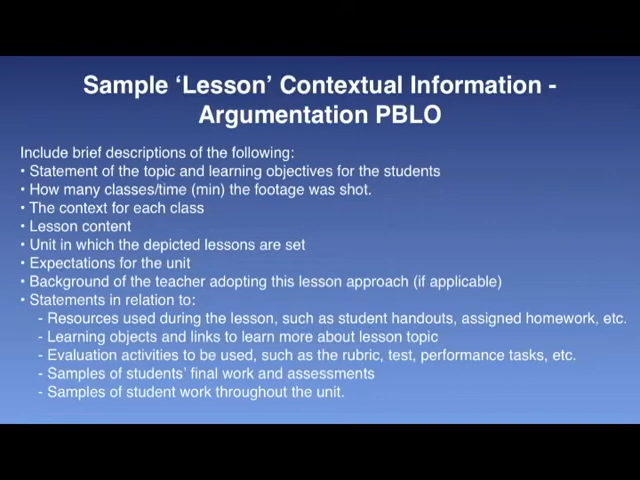 Sample ‘Lesson’ Contextual Information -
Argumentation PBLO
Include brief descriptions of the following:
• Statement of the topic and learning objectives for the students
• How many classes/time (min) the footage was shot.
• The context for each class
• Lesson content
• Unit in which the depicted lessons are set
• Expectations for the unit
• Background of the teacher adopting this lesson approach (if applicable)
• Statements in relation to:
- Resources used during the lesson, such as student handouts, assigned homework, etc.
- Learning objects and links to learn more about lesson topic
- Evaluation activities to be used, such as the rubric, test, performance tasks, etc.
- Samples of students’ final work and assessments
- Samples of student work throughout the unit.